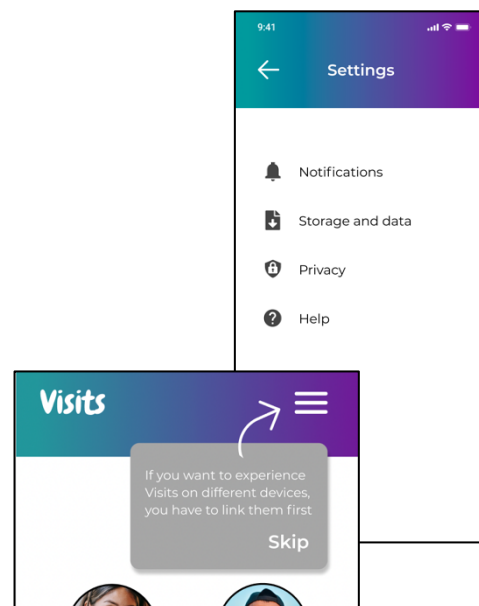 9:41
Settings
Notifications
Storage and data
Privacy
Help
Visits
If you want to experience
Visits on different devices,
you have to link them first
Skip